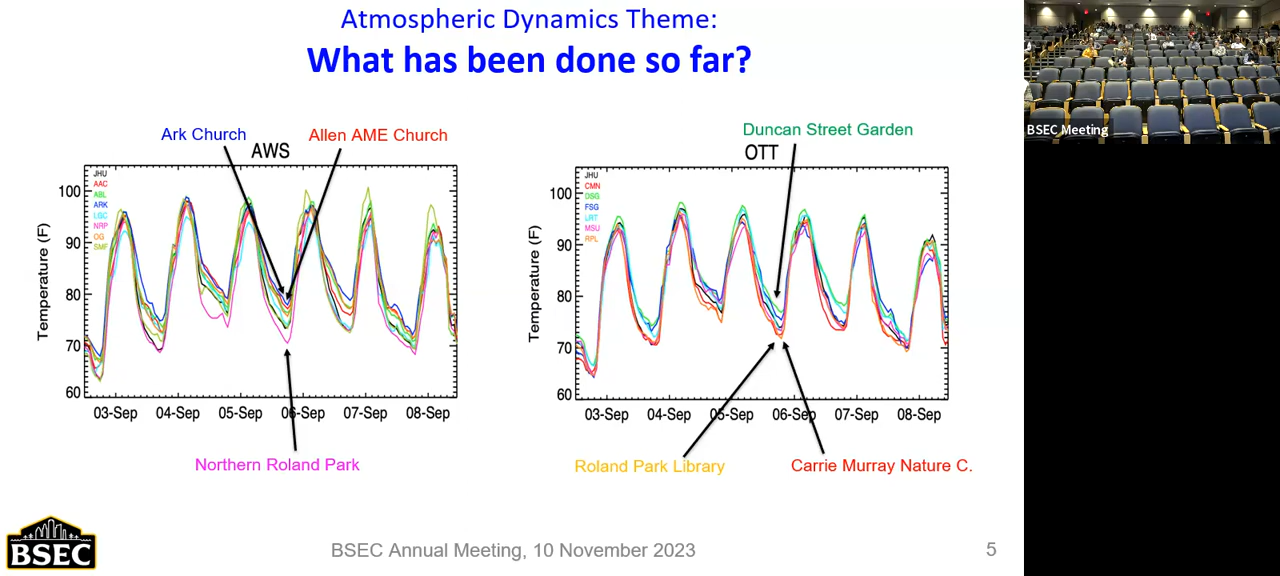 Atmospheric Dynamics Theme:
What has been done so far?
Ark Church
Allen AME Church
AWS
JHU
AAC
ABL
ARK
LGC
NRP
OG
SMF
Temperature (F)
100
90
80
70
60
03-Sep 04-Sep 05-Sep 06-Sep 07-Sep 08-Sep
Northern Roland Park
Duncan Street Garden
OTT
JHU
CMN
DSG
FSG
LRT
MSU
RPL
Temperature (F)
100
90
80
70
60
03-Sep 04-Sep 05-Sep 06-Sep 07-Sep 08-Sep
Roland Park Library
Carrie Murray Nature C.
BSEC
BSEC Annual Meeting, 10 November 2023
5
BSEC Meeting